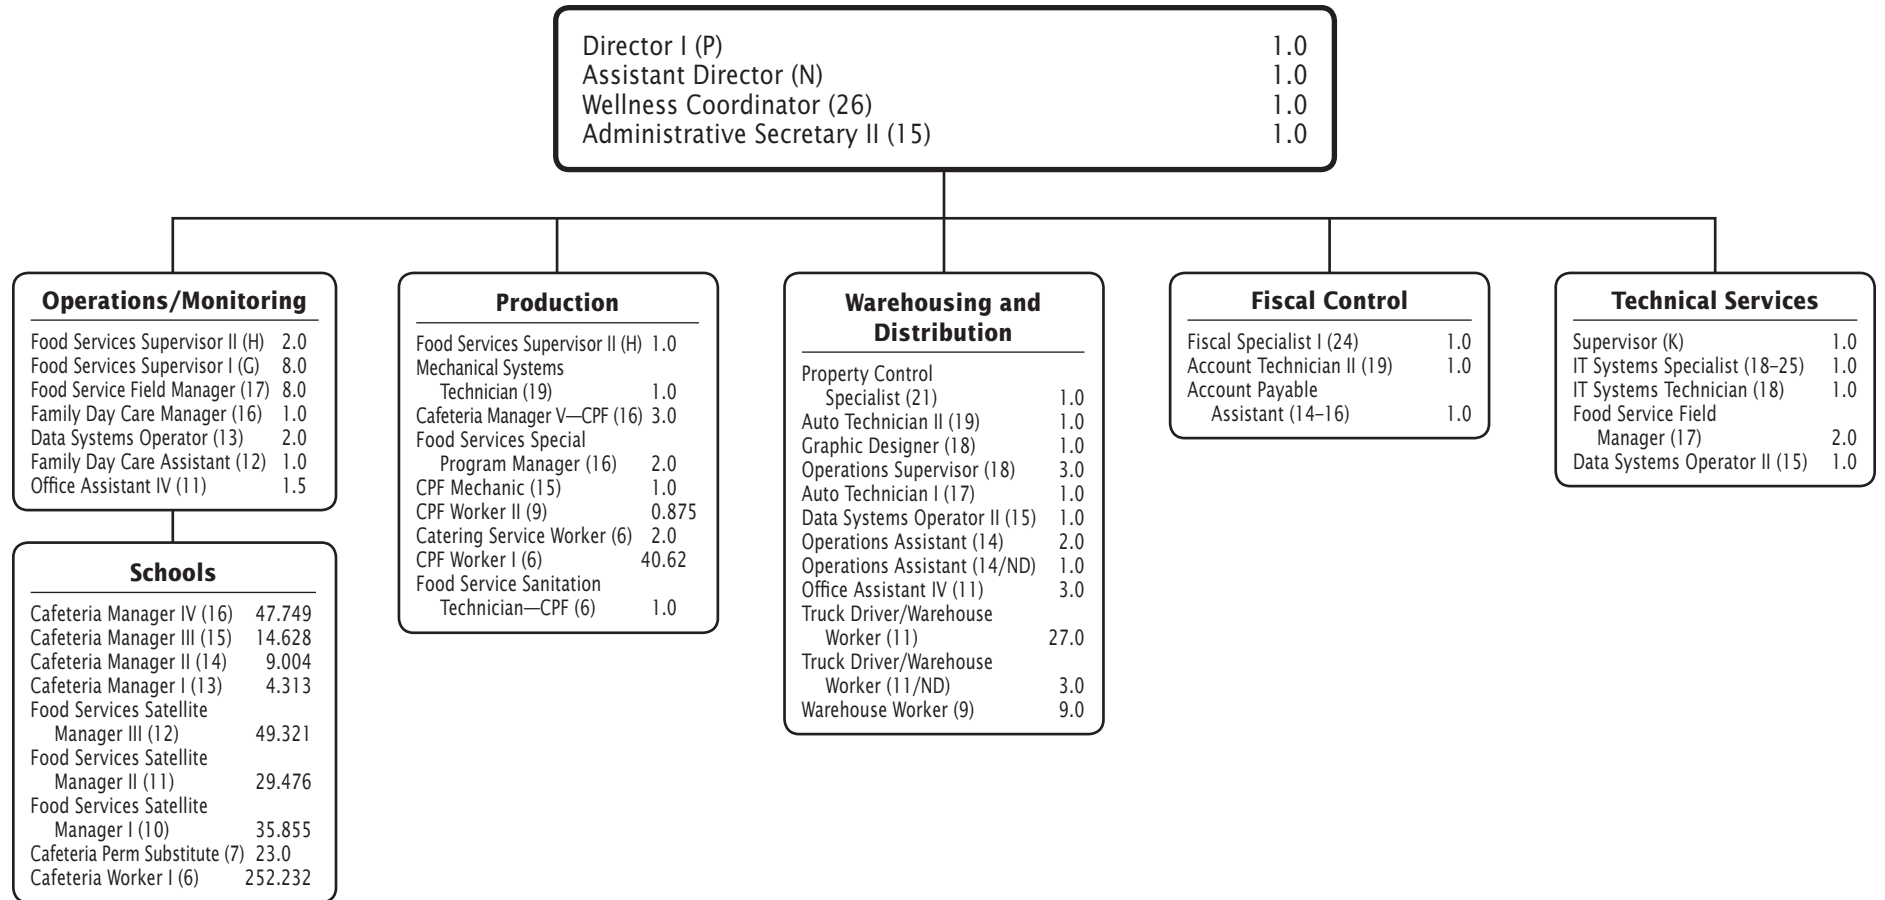 Director I (P) 1.0
Assistant Director (N) 1.0
Wellness Coordinator (26) 1.0
Administrative Secretary II (15) 1.0
Operations/Monitoring
Food Services Supervisor II (H) 2.0
Food Services Supervisor I (G) 8.0
Food Service Field Manager (17) 8.0
Family Day Care Manager (16) 1.0
Data Systems Operator (13) 2.0
Family Day Care Assistant (12) 1.0
Office Assistant IV (11) 1.5
Schools
Cafeteria Manager IV (16) 47.749
Cafeteria Manager III (15) 14.628
Cafeteria Manager II (14) 9.004
Cafeteria Manager I (13) 4.313
Food Services Satellite
Manager III (12) 49.321
Food Services Satellite
Manager II (11) 29.476
Food Services Satellite
Manager I (10) 35.855
Cafeteria Perm Substitute (7) 23.0
Cafeteria Worker I (6) 252.232
Production
Food Services Supervisor II (H) 1.0
Mechanical Systems
Technician (19) 1.0
Cafeteria Manager V—CPF (16) 3.0
Food Services Special
Program Manager (16) 2.0
CPF Mechanic (15) 1.0
CPF Worker II (9) 0.875
Catering Service Worker (6) 2.0
CPF Worker I (6) 40.62
Food Service Sanitation
Technician—CPF (6) 1.0
Warehousing and
Distribution
Property Control
Specialist (21) 1.0
Auto Technician II (19) 1.0
Graphic Designer (18) 1.0
Operations Supervisor (18) 3.0
Auto Technician I (17) 1.0
Data Systems Operator II (15) 1.0
Operations Assistant (14) 2.0
Operations Assistant (14/ND) 1.0
Office Assistant IV (11) 3.0
Truck Driver/Warehouse
Worker (11) 27.0
Truck Driver/Warehouse
Worker (11/ND) 3.0
Warehouse Worker (9) 9.0
Fiscal Control
Fiscal Specialist I (24) 1.0
Account Technician II (19) 1.0
Account Payable
Assistant (14–16) 1.0
Technical Services
Supervisor (K) 1.0
IT Systems Specialist (18–25) 1.0
IT Systems Technician (18) 1.0
Food Service Field
Manager (17) 2.0
Data Systems Operator II (15) 1.0